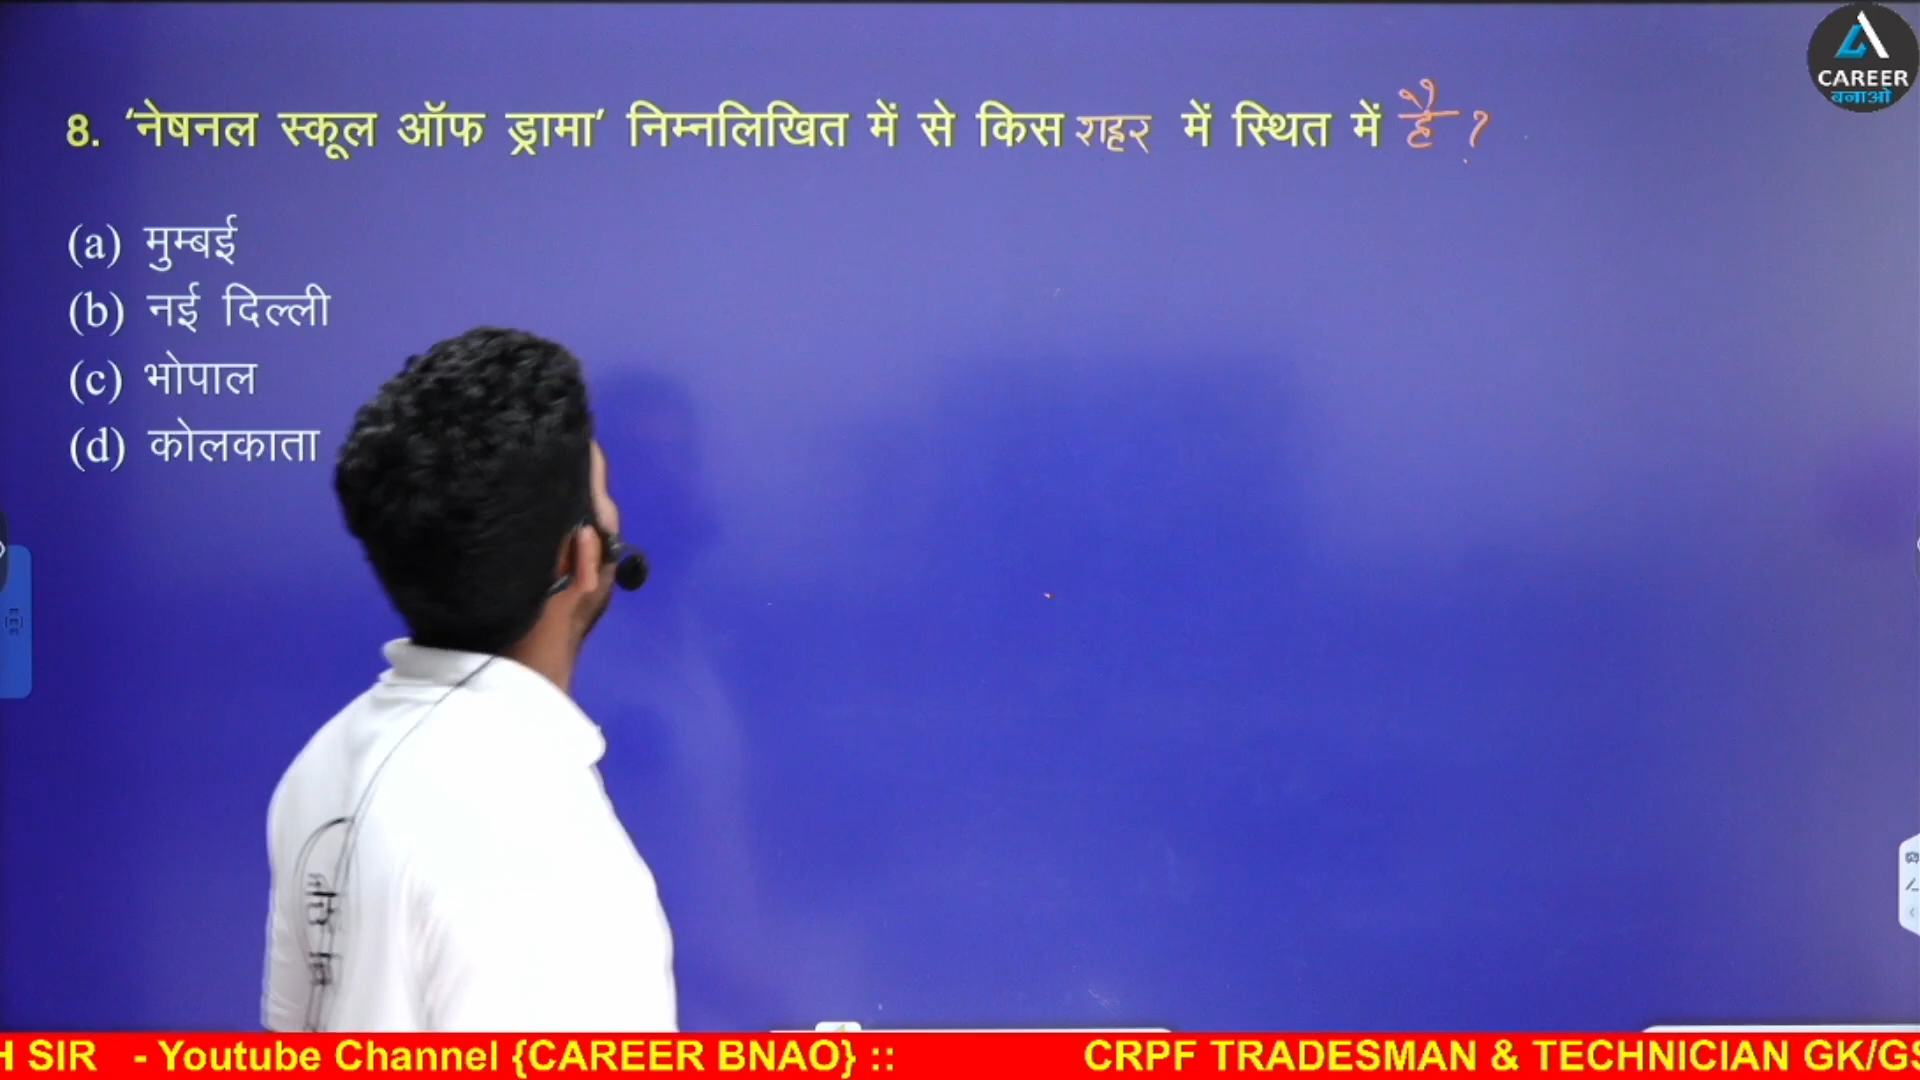 CAREER
बनाओ
8. ‘नेषनल स्कूल ऑफ ड्रामा’ निम्नलिखित में से किस शहर में स्थित में है ?
(a) मुम्बई
(b) नई दिल्ली
(c) भोपाल
(d) कोलकाता
H SIR - Youtube Channel {CAREER BNAO} :: CRPF TRADESMAN & TECHNICIAN GK/GS